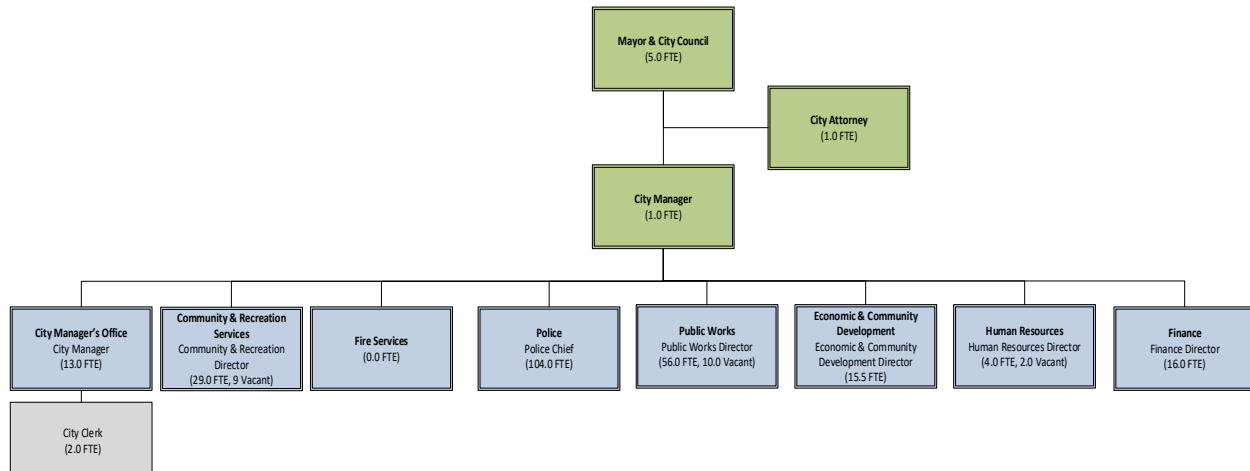 Mayor & City Council
(5.0 FTE)
City Attorney
(1.0 FTE)
City Manager
(1.0 FTE)
City Manager's Office
City Manager
(13.0 FTE)
Community & Recreation
Services
Community & Recreation
Director
(29.0 FTE, 9 Vacant)
Fire Services
(0.0 FTE)
Police
Police Chief
(104.0 FTE)
Public Works
Public Works Director
(56.0 FTE, 10.0 Vacant)
Economic & Community
Development
Economic & Community
Development Director
(15.5 FTE)
Human Resources
Human Resources Director
(4.0 FTE, 2.0 Vacant)
Finance
Finance Director
(16.0 FTE)
City Clerk
(2.0 FTE)